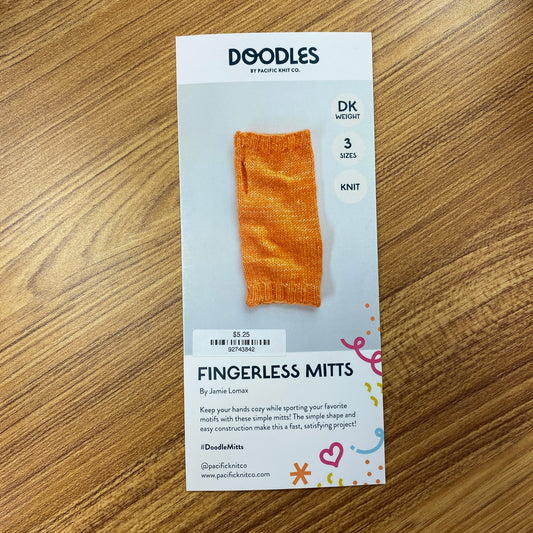 DOODLES
BY PACIFIC KNIT CO.
DK
WEIGHT
3
SIZES
KNIT
$5.25
92743842
FINGERLESS MITTS
By Jamie Lomax
Keep your hands cozy while sporting your favorite
motifs with these simple mitts! The simple shape and
easy construction make this a fast, satisfying project!
#DoodleMitts
@pacificknitco
www.pacificknitco.com